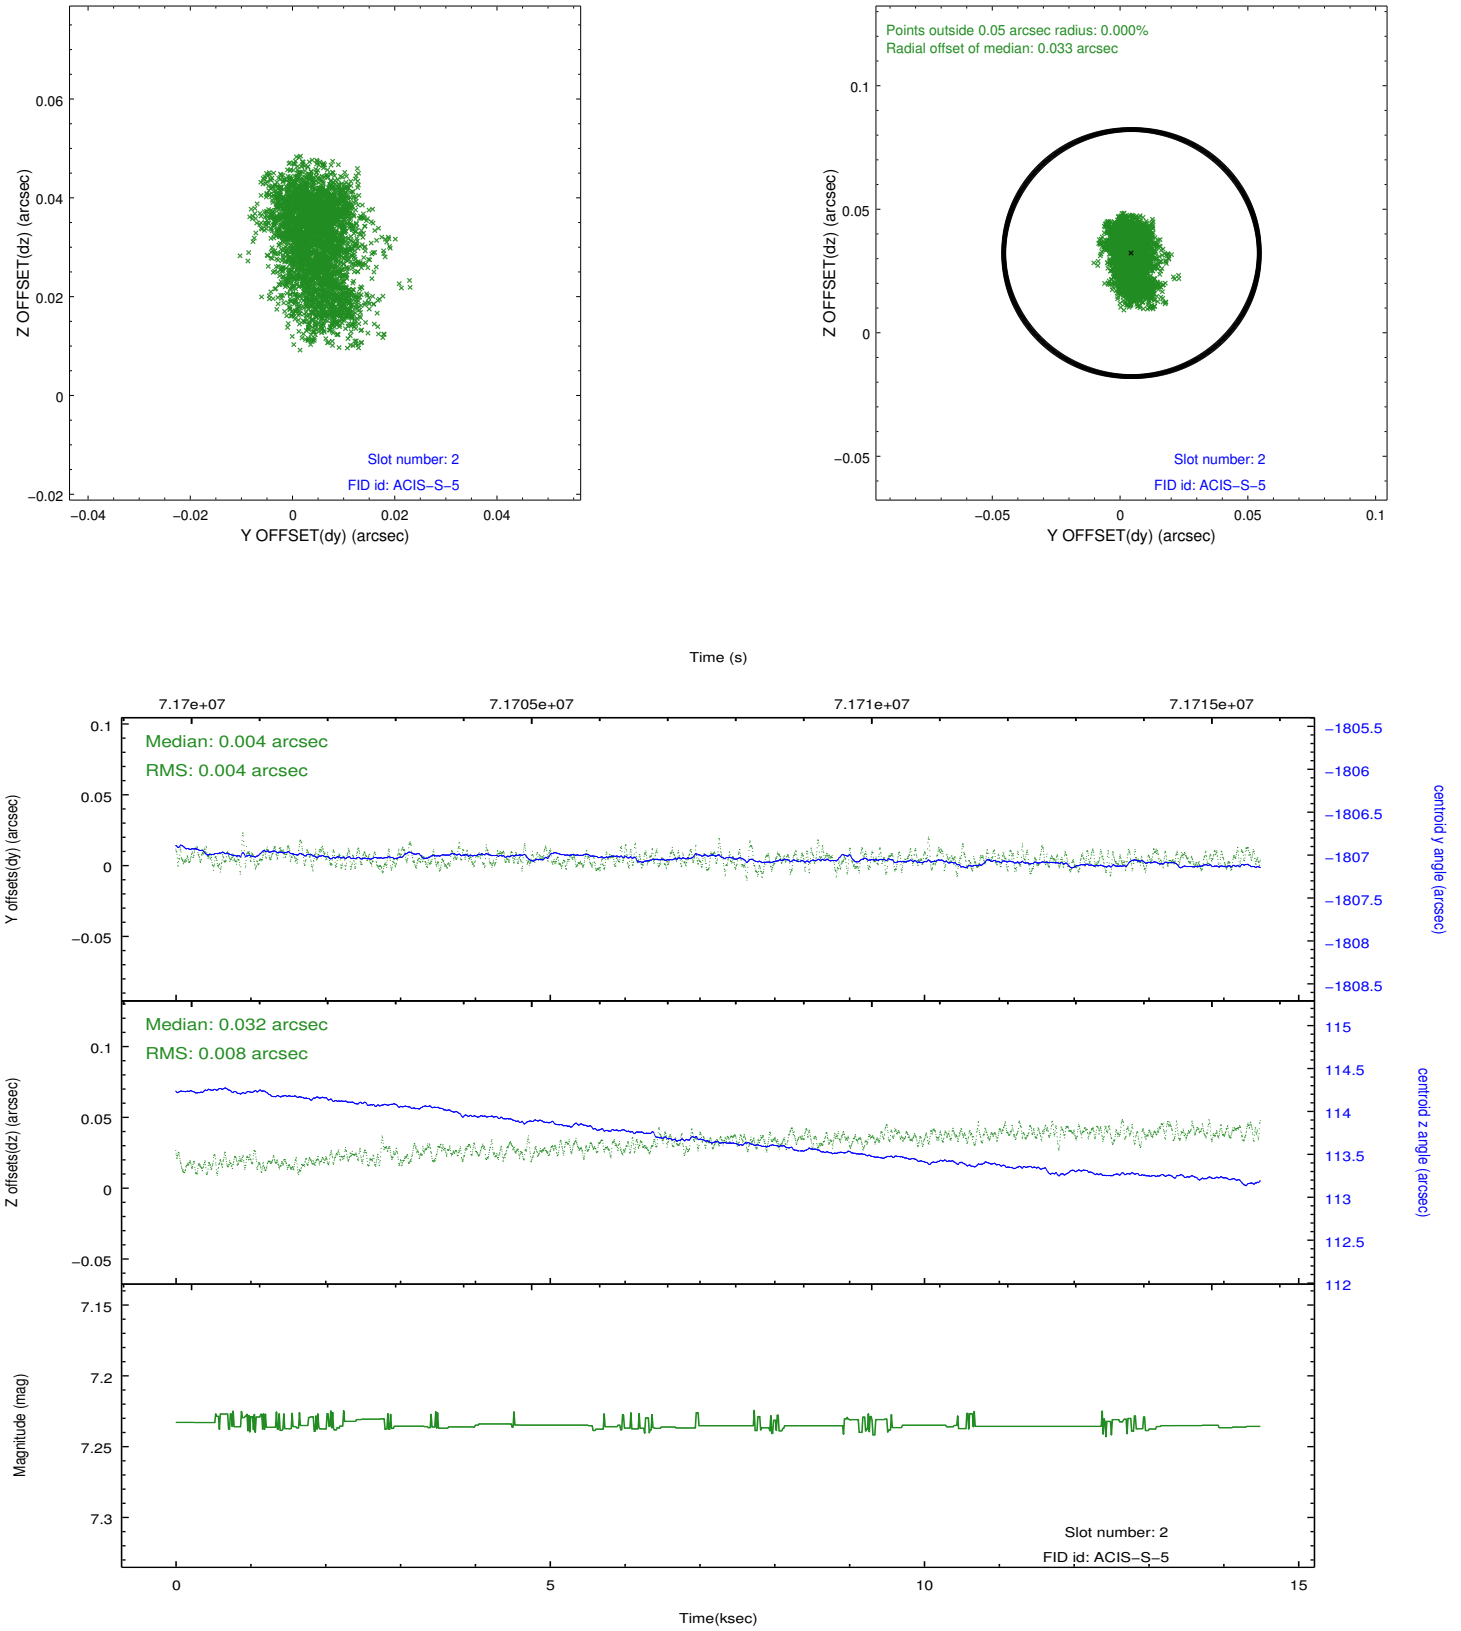 0.06
0.04
0.02
0
−0.02
Z OFFSET(dz) (arcsec)
Slot number: 2
FID id: ACIS−S−5
−0.04
−0.02
0
0.02
0.04
Y OFFSET(dy) (arcsec)
Points outside 0.05 arcsec radius: 0.000%
Radial offset of median: 0.033 arcsec
0.1
0.05
0
−0.05
Z OFFSET(dz) (arcsec)
Slot number: 2
FID id: ACIS−S−5
−0.05
0
0.05
0.1
Y OFFSET(dy) (arcsec)
Time (s)
7.17e+07
7.1705e+07
7.171e+07
7.1715e+07
Median: 0.004 arcsec
RMS: 0.004 arcsec
0.1
0.05
0
−0.05
Y offsets(dy) (arcsec)
−1805.5
−1806
−1806.5
−1807
−1807.5
−1808
−1808.5
centroid y angle (arcsec)
Median: 0.032 arcsec
RMS: 0.008 arcsec
0.1
0.05
0
−0.05
Z offsets(dz) (arcsec)
115
114.5
114
113.5
113
112.5
112
centroid z angle (arcsec)
7.15
7.2
7.25
7.3
Magnitude (mag)
Slot number: 2
FID id: ACIS−S−5
0
5
10
15
Time(ksec)